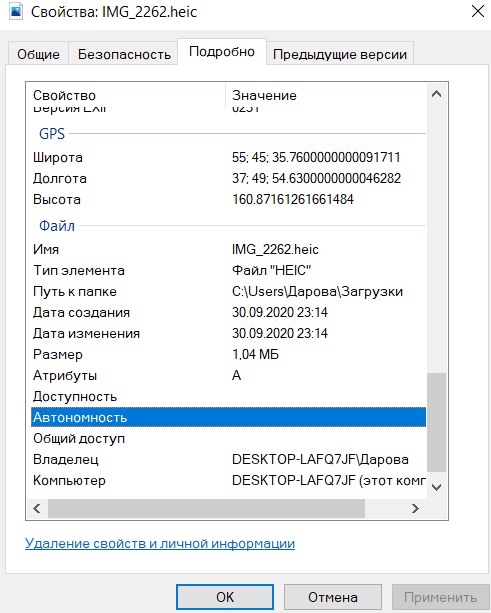 Свойства: IMG_2262.heic
Общие Безопасность Подробно Предыдущие версии
Свойство Значение
Версия EXIF 0231
GPS
Широта 55; 45; 35.7600000000091711
Долгота 37; 49; 54.6300000000046282
Высота 160.87161261661484
Файл
Имя IMG_2262.heic
Тип элемента Файл "HEIC"
Путь к папке C:\Users\Дарова\Загрузки
Дата создания 30.09.2020 23:14
Дата изменения 30.09.2020 23:14
Размер 1,04 МБ
Атрибуты A
Доступность
Автономность
Общий доступ
Владелец DESKTOP-LAFQ7JF\Дарова
Компьютер DESKTOP-LAFQ7JF (этот комп
Удаление свойств и личной информации
OK Отмена Применить